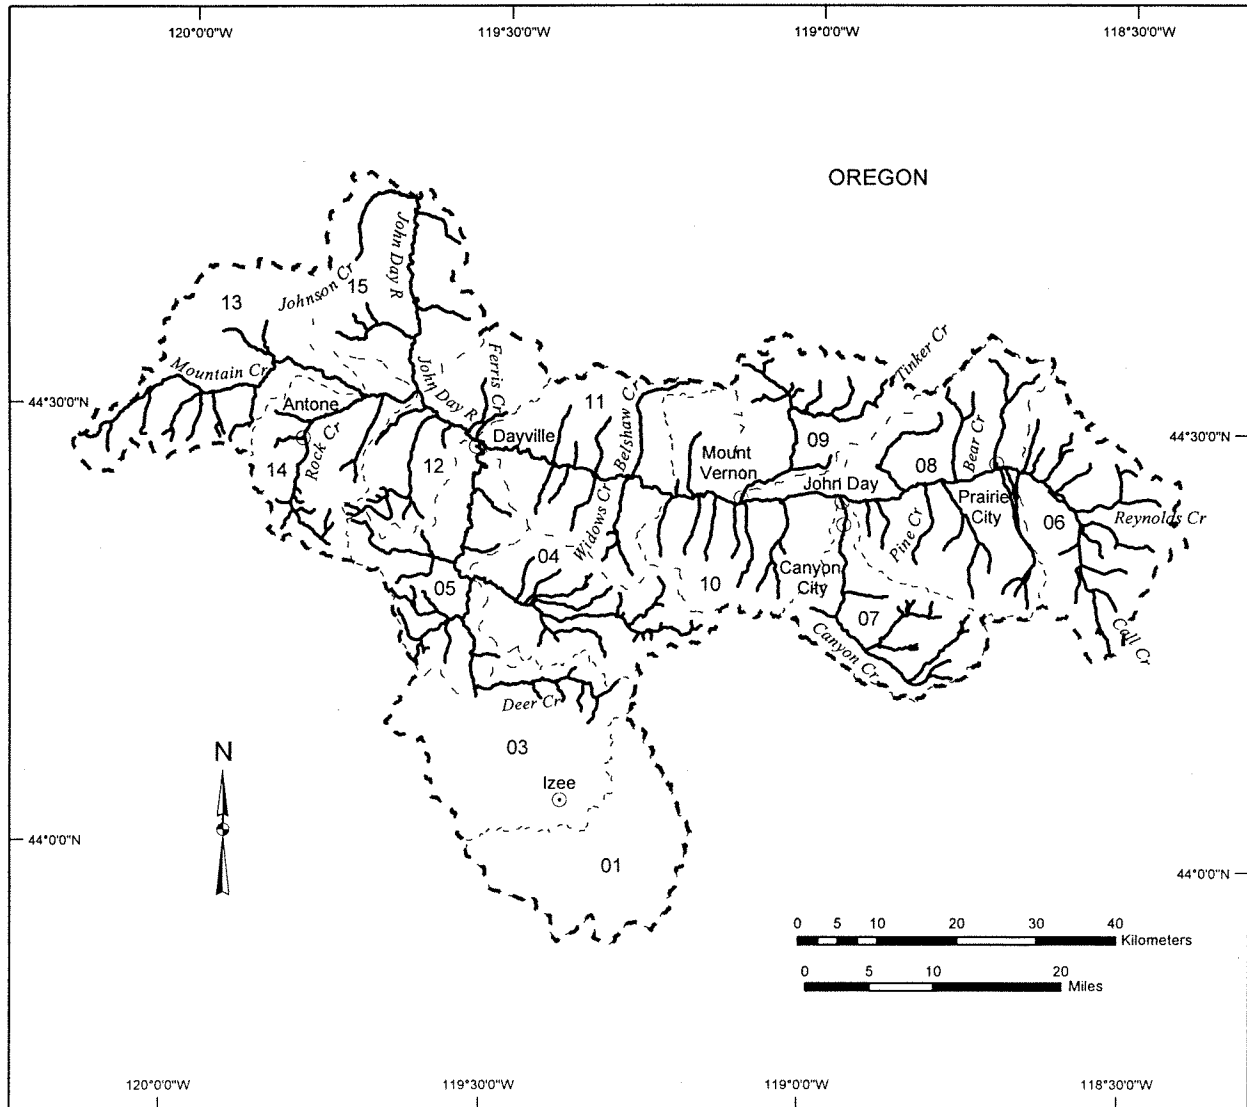 120°0'0"W
119°30'0"W
119°0'0"W
118°30'0"W
OREGON
John Day R
13
Johnson Cr
15
Mountain Cr
John Day R
Ferris Cr
Tinker Cr
44°30'0"N
Antone
Rock Cr
14
12
Dayville
11
Belshaw Cr
Mount
Vernon
09
John Day
08
Bear Cr
44°30'0"N
Prairie
City
06
Reynolds Cr
Pine Cr
Widows Cr
04
05
10
Canyon
City
07
Canyon Cr
Call Cr
Deer Cr
03
Izee
N
44°0'0"N
01
44°0'0"N
0 5 10 20 30 40
Kilometers
0 5 10 20
Miles
120°0'0"W
119°30'0"W
119°0'0"W
118°30'0"W